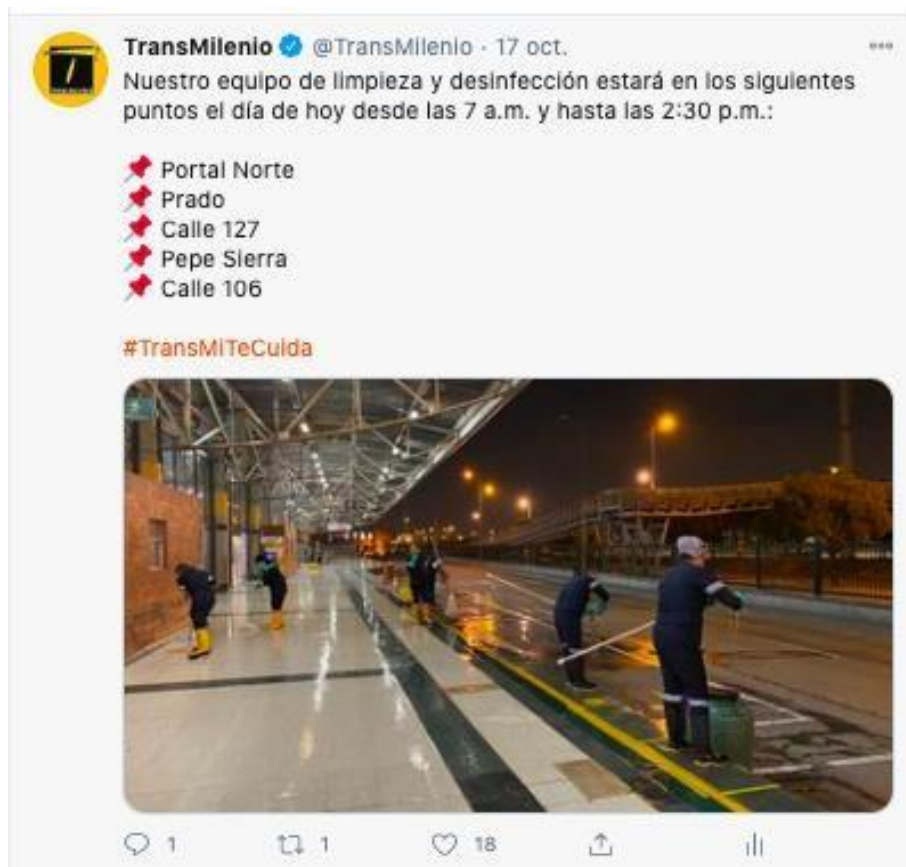 TransMilenio @TransMilenio · 17 oct.
Nuestro equipo de limpieza y desinfección estará en los siguientes
puntos el día de hoy desde las 7 a.m. y hasta las 2:30 p.m.:
Portal Norte
Prado
Calle 127
Pepe Sierra
Calle 106
#TransMiTeCuida
1 1 18